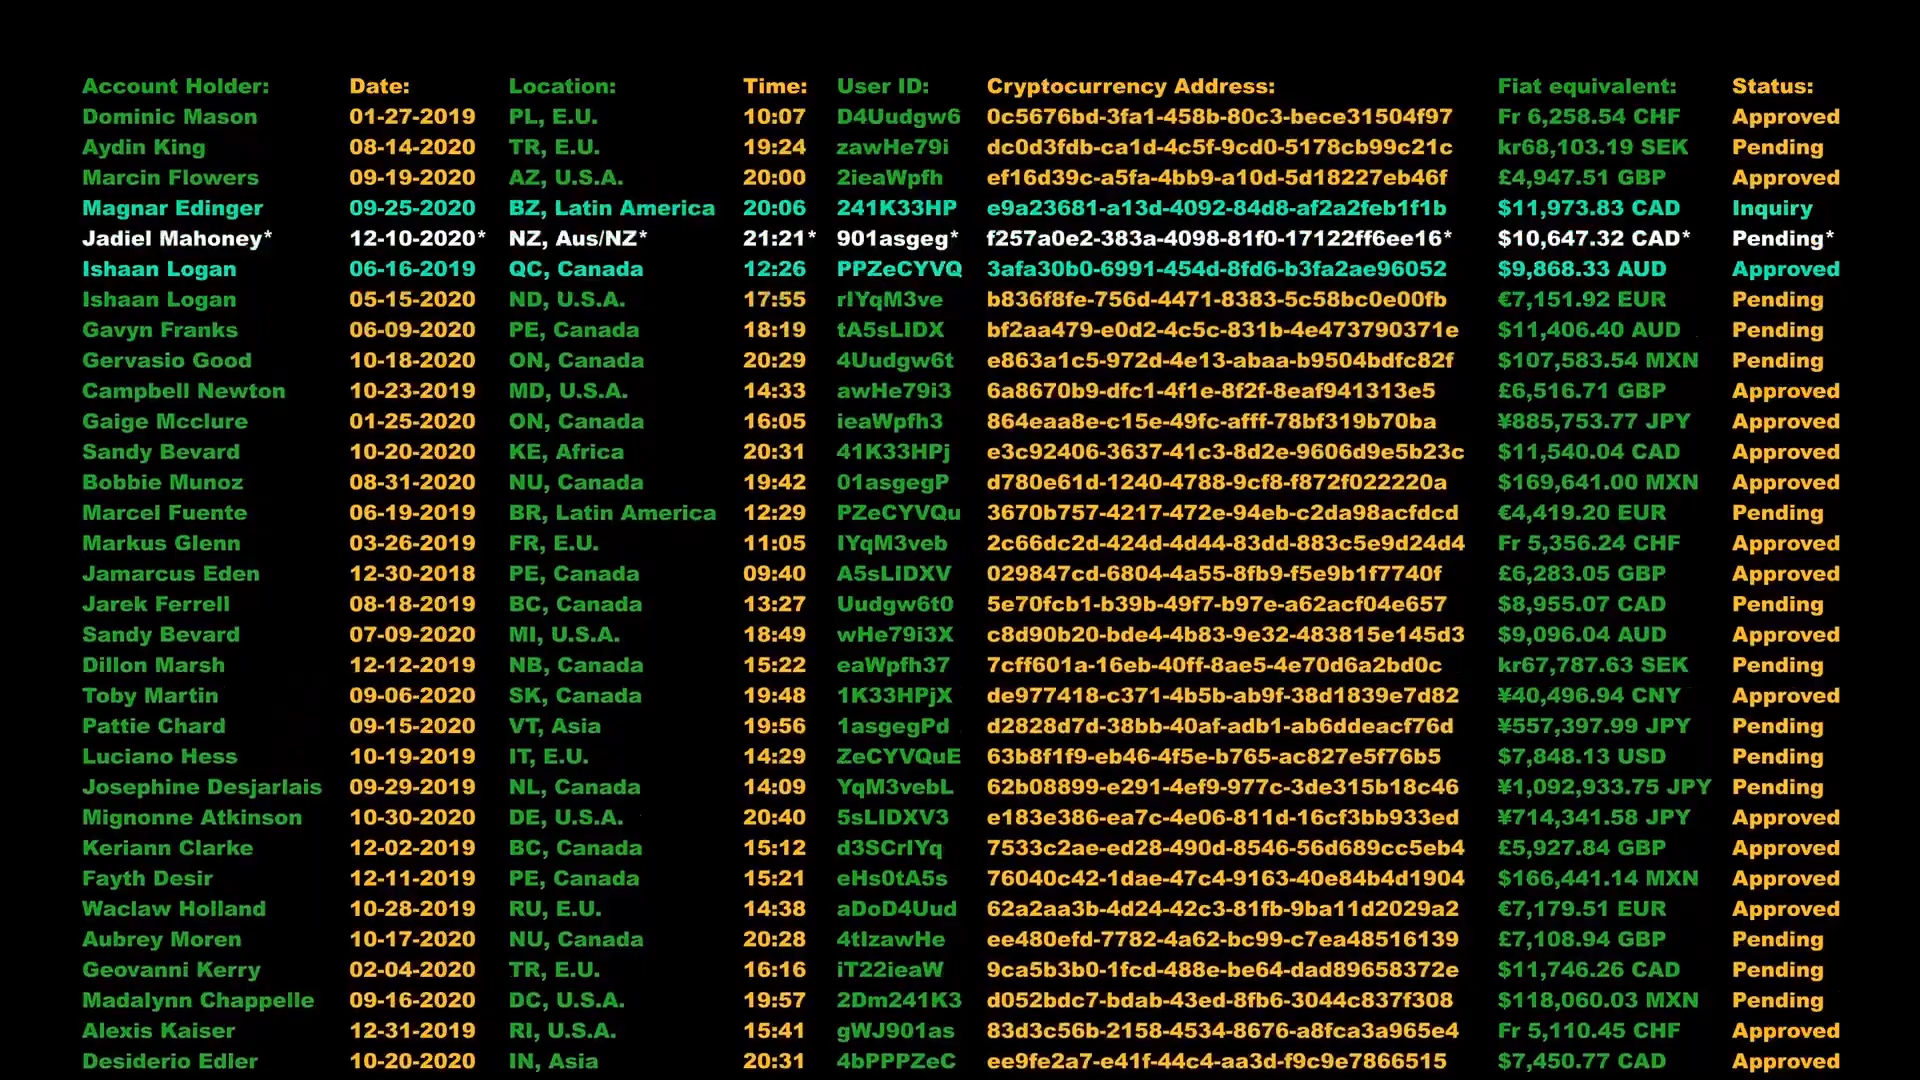 Account Holder: Date: Location: Time: User ID: Cryptocurrency Address: Fiat equivalent: Status:
Dominic Mason 01-27-2019 PL, E.U. 10:07 D4Uudgw6 0c5676bd-3fa1-458b-80c3-bece31504f97 Fr 6,258.54 CHF Approved
Aydin King 08-14-2020 TR, E.U. 19:24 zawHe79i dc0d3fdb-ca1d-4c5f-9cd0-5178cb99c21c kr68,103.19 SEK Pending
Marcin Flowers 09-19-2020 AZ, U.S.A. 20:00 2ieaWpfh ef16d39c-a5fa-4bb9-a10d-5d18227eb46f £4,947.51 GBP Approved
Magnar Edinger 09-25-2020 BZ, Latin America 20:06 241K33HP e9a23681-a13d-4092-84d8-af2a2feb1f1b $11,973.83 CAD Inquiry
Jadiel Mahoney* 12-10-2020* NZ, Aus/NZ* 21:21* 901asgeg* f257a0e2-383a-4098-81f0-17122ff6ee16* $10,647.32 CAD* Pending*
Ishaan Logan 06-16-2019 QC, Canada 12:26 PPZeCYVQ 3afa30b0-6991-454d-8fd6-b3fa2ae96052 $9,868.33 AUD Approved
Ishaan Logan 05-15-2020 ND, U.S.A. 17:55 rIYqM3ve b836f8fe-756d-4471-8383-5c58bc0e00fb €7,151.92 EUR Pending
Gavyn Franks 06-09-2020 PE, Canada 18:19 tA5sLIDX bf2aa479-e0d2-4c5c-831b-4e473790371e $11,406.40 AUD Pending
Gervasio Good 10-18-2020 ON, Canada 20:29 4Uudgw6t e863a1c5-972d-4e13-abaa-b9504bdfc82f $107,583.54 MXN Pending
Campbell Newton 10-23-2019 MD, U.S.A. 14:33 awHe79i3 6a8670b9-dfc1-4f1e-8f2f-8eaf941313e5 £6,516.71 GBP Approved
Gaige Mcclure 01-25-2020 ON, Canada 16:05 ieaWpfh3 864eaa8e-c15e-49fc-afff-78bf319b70ba ¥885,753.77 JPY Approved
Sandy Bevard 10-20-2020 KE, Africa 20:31 41K33HPj e3c92406-3637-41c3-8d2e-9606d9e5b23c $11,540.04 CAD Approved
Bobbie Munoz 08-31-2020 NU, Canada 19:42 01asgegP d780e61d-1240-4788-9cf8-f872f022220a $169,641.00 MXN Approved
Marcel Fuente 06-19-2019 BR, Latin America 12:29 PZeCYVQu 3670b757-4217-472e-94eb-c2da98acfdcd €4,419.20 EUR Pending
Markus Glenn 03-26-2019 FR, E.U. 11:05 IYqM3veb 2c66dc2d-424d-4d44-83dd-883c5e9d24d4 Fr 5,356.24 CHF Approved
Jamarcus Eden 12-30-2018 PE, Canada 09:40 A5sLIDXV 029847cd-6804-4a55-8fb9-f5e9b1f7740f £6,283.05 GBP Approved
Jarek Ferrell 08-18-2019 BC, Canada 13:27 Uudgw6t0 5e70fcb1-b39b-49f7-b97e-a62acf04e657 $8,955.07 CAD Pending
Sandy Bevard 07-09-2020 MI, U.S.A. 18:49 wHe79i3X c8d90b20-bde4-4b83-9e32-483815e145d3 $9,096.04 AUD Approved
Dillon Marsh 12-12-2019 NB, Canada 15:22 eaWpfh37 7cff601a-16eb-40ff-8ae5-4e70d6a2bd0c kr67,787.63 SEK Pending
Toby Martin 09-06-2020 SK, Canada 19:48 1K33HPjX de977418-c371-4b5b-ab9f-38d1839e7d82 ¥40,496.94 CNY Approved
Pattie Chard 09-15-2020 VT, Asia 19:56 1asgegPd d2828d7d-38bb-40af-adb1-ab6ddeacf76d ¥557,397.99 JPY Pending
Luciano Hess 10-19-2019 IT, E.U. 14:29 ZeCYVQuE 63b8f1f9-eb46-4f5e-b765-ac827e5f76b5 $7,848.13 USD Pending
Josephine Desjarlais 09-29-2019 NL, Canada 14:09 YqM3vebL 62b08899-e291-4ef9-977c-3de315b18c46 ¥1,092,933.75 JPY Pending
Mignonne Atkinson 10-30-2020 DE, U.S.A. 20:40 5sLIDXV3 e183e386-ea7c-4e06-811d-16cf3bb933ed ¥714,341.58 JPY Approved
Keriann Clarke 12-02-2019 BC, Canada 15:12 d3SCrIYq 7533c2ae-ed28-490d-8546-56d689cc5eb4 £5,927.84 GBP Approved
Fayth Desir 12-11-2019 PE, Canada 15:21 eHs0tA5s 76040c42-1dae-47c4-9163-40e84b4d1904 $166,441.14 MXN Approved
Waclaw Holland 10-28-2019 RU, E.U. 14:38 aDoD4Uud 62a2aa3b-4d24-42c3-81fb-9ba11d2029a2 €7,179.51 EUR Approved
Aubrey Moren 10-17-2020 NU, Canada 20:28 4tIzawHe ee480efd-7782-4a62-bc99-c7ea48516139 £7,108.94 GBP Pending
Geovanni Kerry 02-04-2020 TR, E.U. 16:16 iT22ieaW 9ca5b3b0-1fcd-488e-be64-dad89658372e $11,746.26 CAD Pending
Madalynn Chappelle 09-16-2020 DC, U.S.A. 19:57 2Dm241K3 d052bdc7-bdab-43ed-8fb6-3044c837f308 $118,060.03 MXN Pending
Alexis Kaiser 12-31-2019 RI, U.S.A. 15:41 gWJ901as 83d3c56b-2158-4534-8676-a8fca3a965e4 Fr 5,110.45 CHF Approved
Desiderio Edler 10-20-2020 IN, Asia 20:31 4bPPPZeC ee9fe2a7-e41f-44c4-aa3d-f9c9e7866515 $7,450.77 CAD Approved